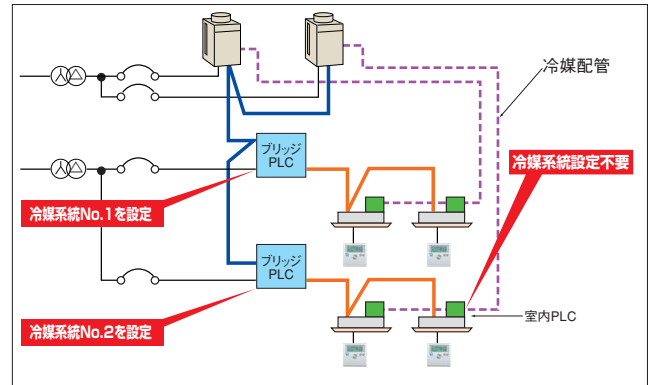 冷媒配管
ブリッジ
PLC
冷媒系統設定不要
冷媒系統No.1を設定
ブリッジ
PLC
室内PLC
冷媒系統No.2を設定